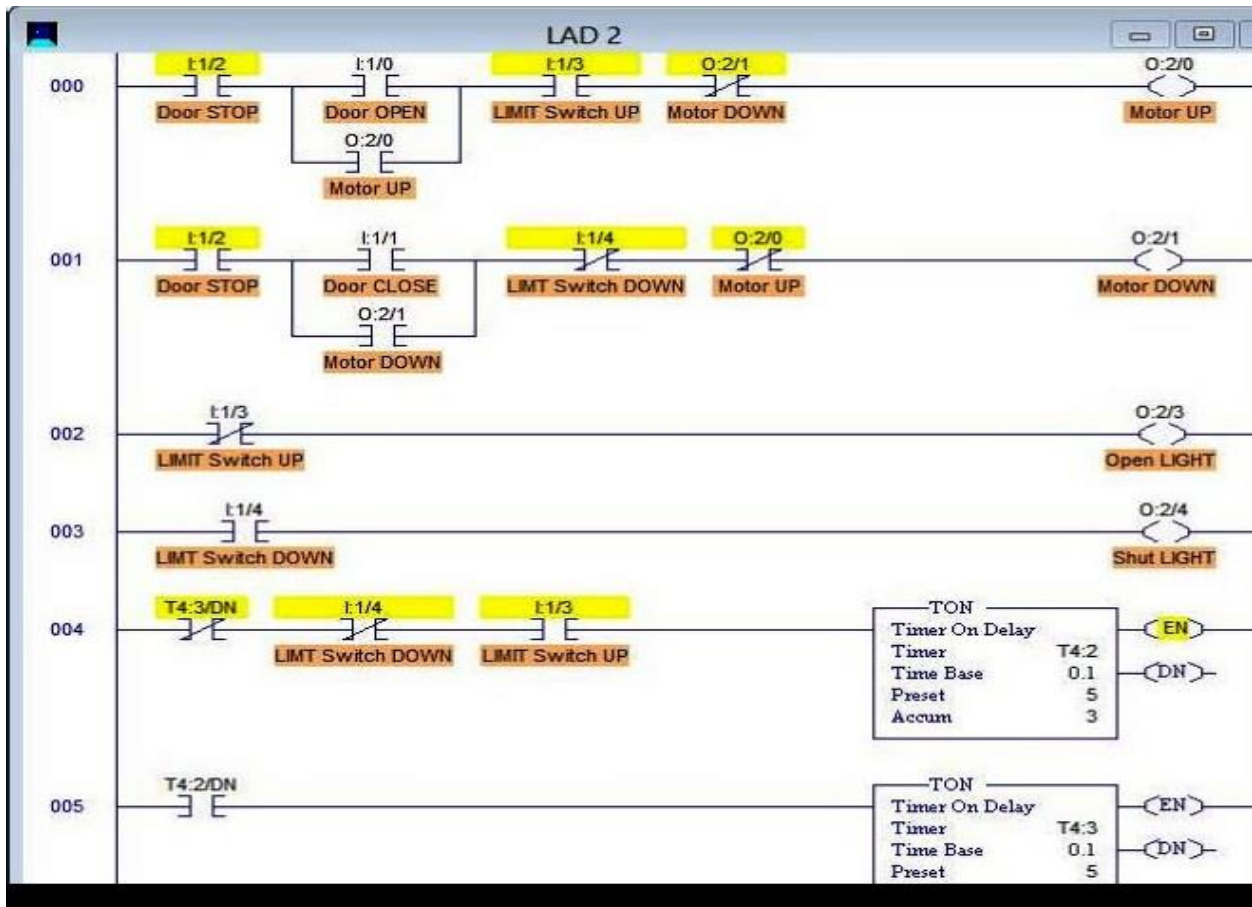 LAD 2
I:1/2 I:1/0 I:1/3 O:2/1 O:2/0
000
Door STOP Door OPEN LIMIT Switch UP Motor DOWN Motor UP
O:2/0
Motor UP
I:1/2 I:1/1 I:1/4 O:2/0 O:2/1
001
Door STOP Door CLOSE LIMT Switch DOWN Motor UP Motor DOWN
O:2/1
Motor DOWN
I:1/3 O:2/3
002
LIMIT Switch UP Open LIGHT
I:1/4 O:2/4
003
LIMT Switch DOWN Shut LIGHT
T4:3/DN I:1/4 I:1/3 TON
004 Timer On Delay EN
LIMT Switch DOWN LIMIT Switch UP Timer T4:2
Time Base 0.1 DN
Preset 5
Accum 3
T4:2/DN TON
005 Timer On Delay EN
Timer T4:3
Time Base 0.1 DN
Preset 5